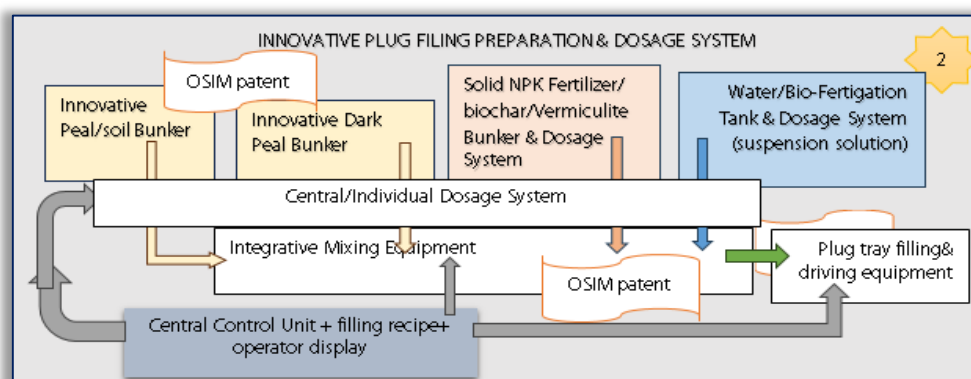 INNOVATIVE PLUG FILING PREPARATION & DOSAGE SYSTEM
2
OSIM patent
Innovative
Peal/soil Bunker
Innovative Dark
Peal Bunker
Solid NPK Fertilizer/
biochar/Vermiculite
Bunker & Dosage
System
Water/Bio-Fertigation
Tank & Dosage System
(suspension solution)
Central/Individual Dosage System
Integrative Mixing Equipment
OSIM patent
Plug tray filling&
driving equipment
Central Control Unit + filling recipe+
operator display